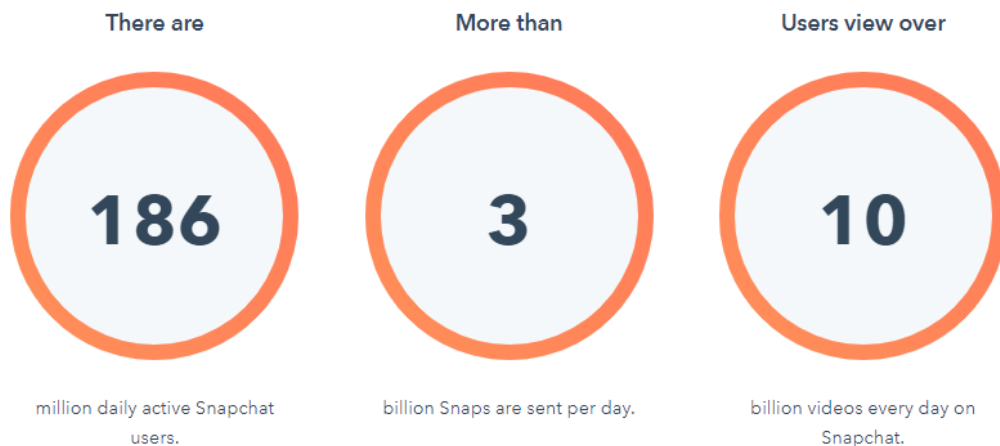 There are
186
million daily active Snapchat
users.
More than
3
billion Snaps are sent per day.
Users view over
10
billion videos every day on
Snapchat.